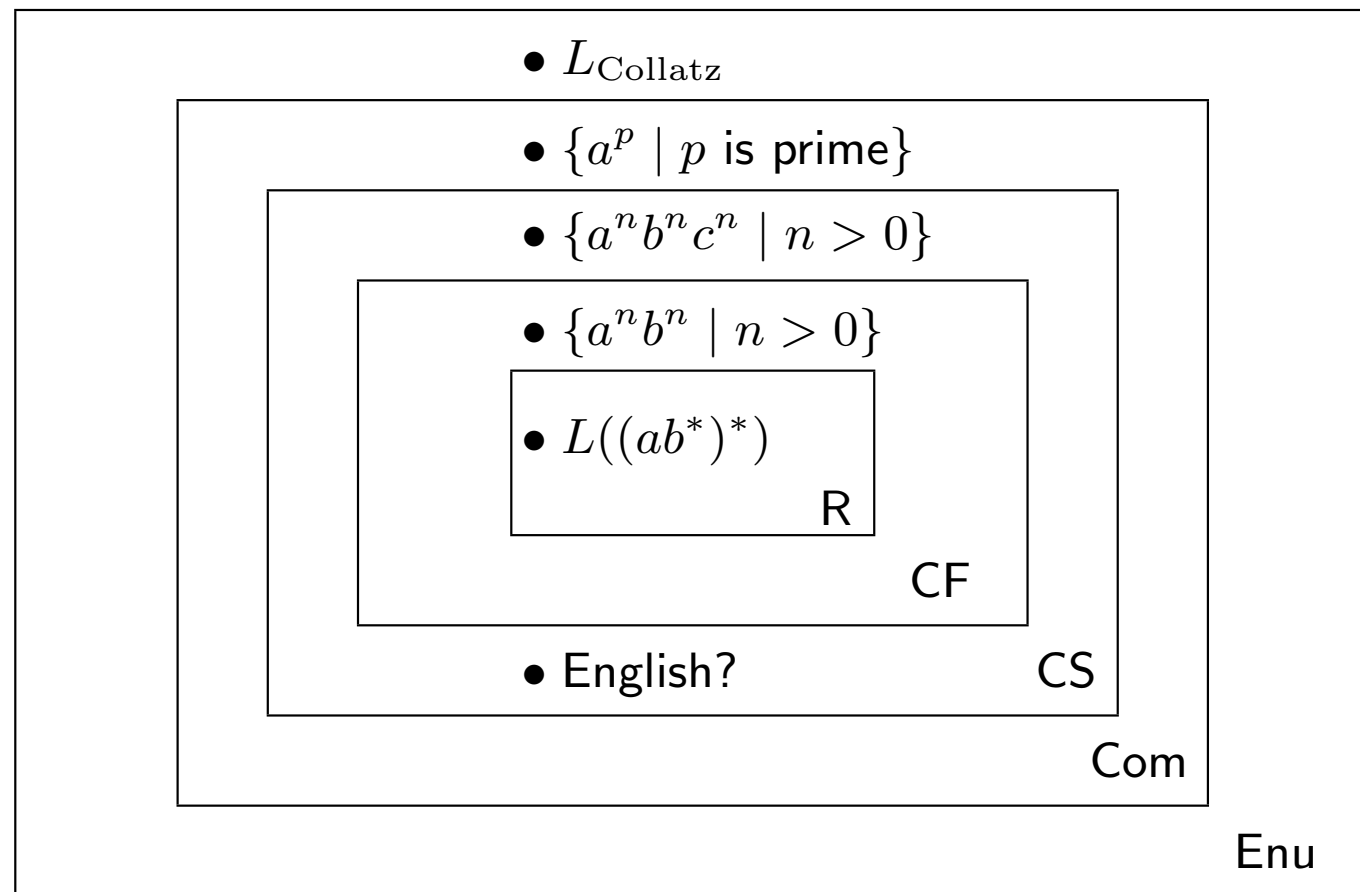 • L_Collatz
• {a^p | p is prime}
• {a^n b^n c^n | n > 0}
• {a^n b^n | n > 0}
• L((ab^*)^*)
R
CF
• English?
CS
Com
Enu